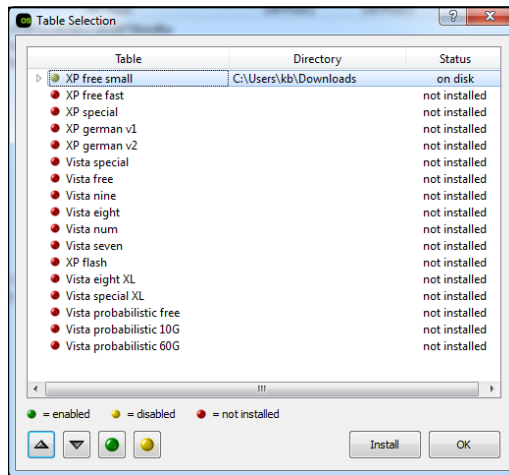 OS Table Selection
Table Directory Status
XP free small C:\Users\kb\Downloads on disk
XP free fast not installed
XP special not installed
XP german v1 not installed
XP german v2 not installed
Vista special not installed
Vista free not installed
Vista nine not installed
Vista eight not installed
Vista num not installed
Vista seven not installed
XP flash not installed
Vista eight XL not installed
Vista special XL not installed
Vista probabilistic free not installed
Vista probabilistic 10G not installed
Vista probabilistic 60G not installed
= enabled = disabled = not installed
Install OK